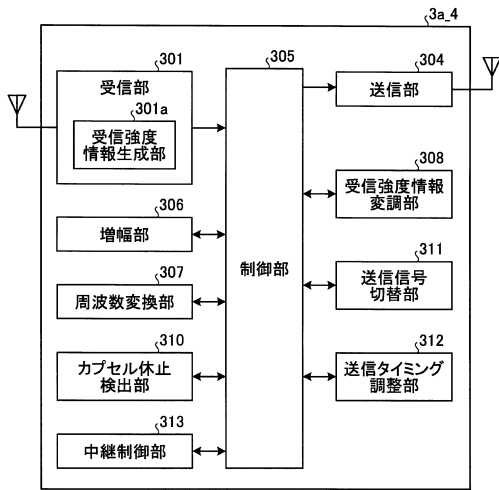 3a_4
301
受信部
301a
受信強度
情報生成部
305
制御部
304
送信部
306
増幅部
308
受信強度情報
変調部
307
周波数変換部
311
送信信号
切替部
310
カプセル休止
検出部
312
送信タイミング
調整部
313
中継制御部